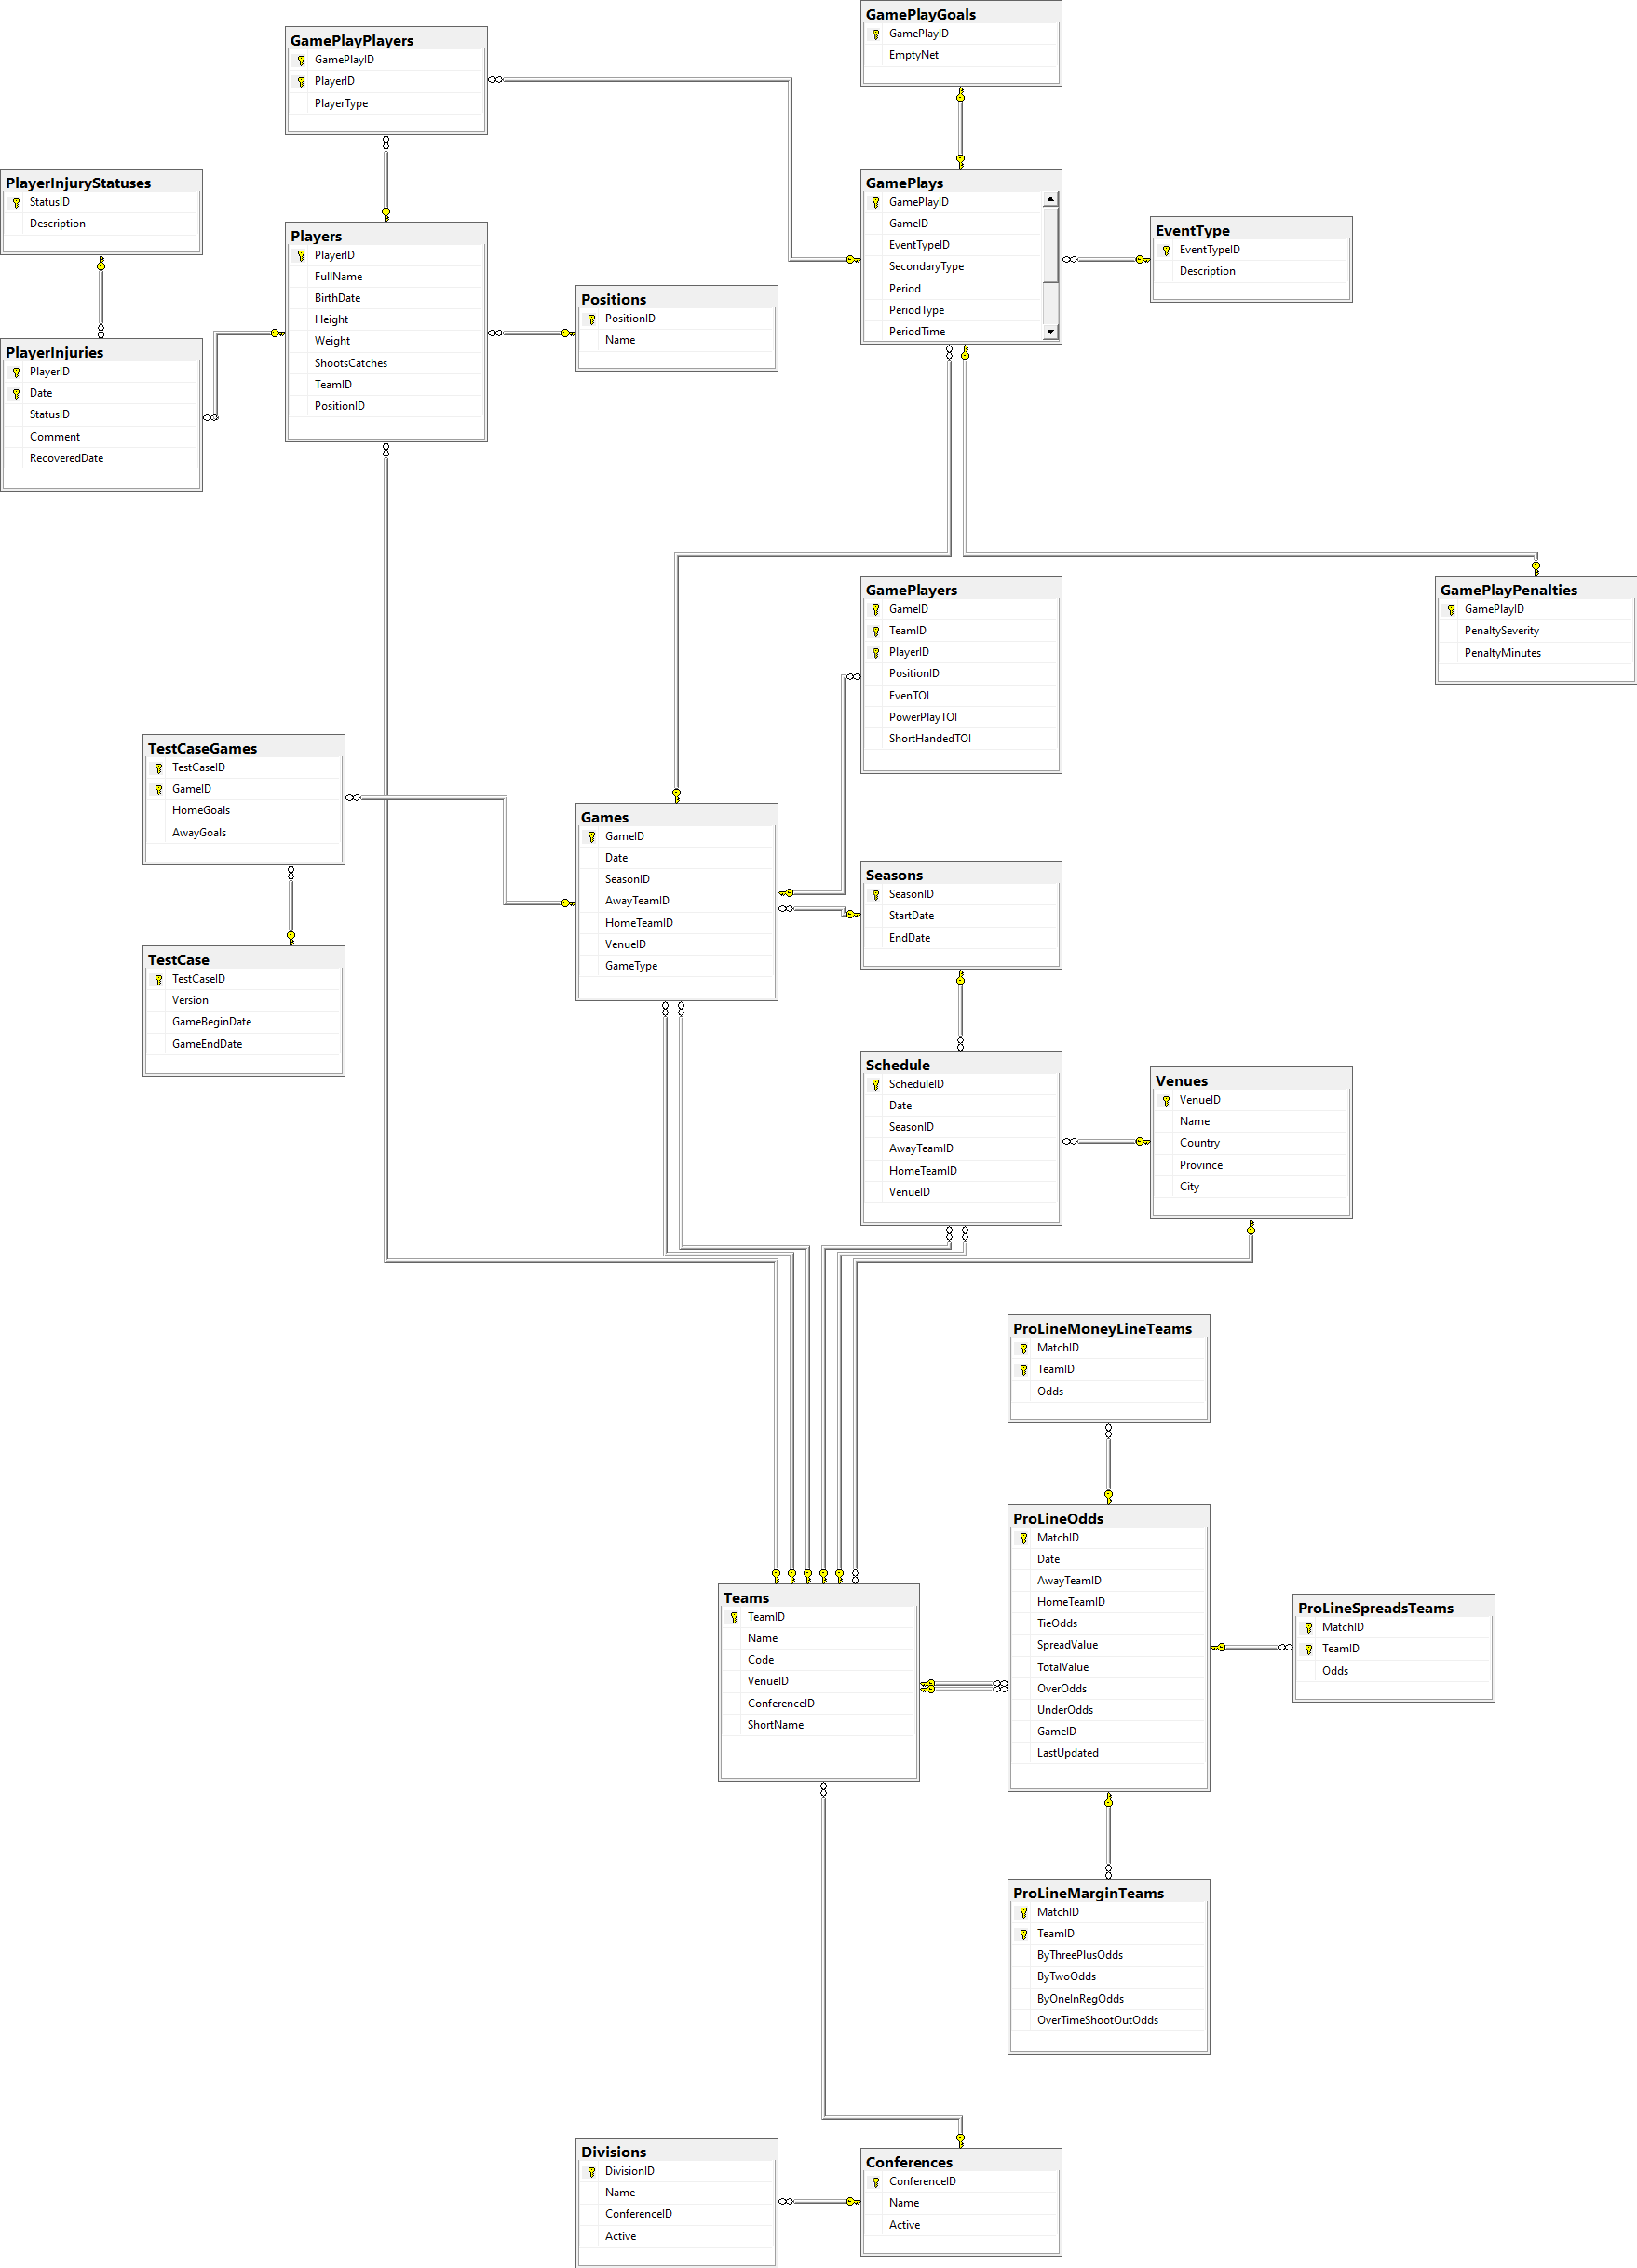 GamePlayGoals
GamePlayID
EmptyNet
GamePlayPlayers
GamePlayID
PlayerID
PlayerType
PlayerInjuryStatuses
StatusID
Description
GamePlays
GamePlayID
GameID
EventTypeID
SecondaryType
Period
PeriodType
PeriodTime
EventType
EventTypeID
Description
Players
PlayerID
FullName
BirthDate
Height
Weight
ShootsCatches
TeamID
PositionID
Positions
PositionID
Name
PlayerInjuries
PlayerID
Date
StatusID
Comment
RecoveredDate
GamePlayers
GameID
TeamID
PlayerID
PositionID
EvenTOI
PowerPlayTOI
ShortHandedTOI
GamePlayPenalties
GamePlayID
PenaltySeverity
PenaltyMinutes
TestCaseGames
TestCaseID
GameID
HomeGoals
AwayGoals
Games
GameID
Date
SeasonID
AwayTeamID
HomeTeamID
VenueID
GameType
Seasons
SeasonID
StartDate
EndDate
TestCase
TestCaseID
Version
GameBeginDate
GameEndDate
Schedule
ScheduleID
Date
SeasonID
AwayTeamID
HomeTeamID
VenueID
Venues
VenueID
Name
Country
Province
City
ProLineMoneyLineTeams
MatchID
TeamID
Odds
ProLineOdds
MatchID
Date
AwayTeamID
HomeTeamID
TieOdds
SpreadValue
TotalValue
OverOdds
UnderOdds
GameID
LastUpdated
Teams
TeamID
Name
Code
VenueID
ConferenceID
ShortName
ProLineSpreadsTeams
MatchID
TeamID
Odds
ProLineMarginTeams
MatchID
TeamID
ByThreePlusOdds
ByTwoOdds
ByOneInRegOdds
OverTimeShootOutOdds
Divisions
DivisionID
Name
ConferenceID
Active
Conferences
ConferenceID
Name
Active